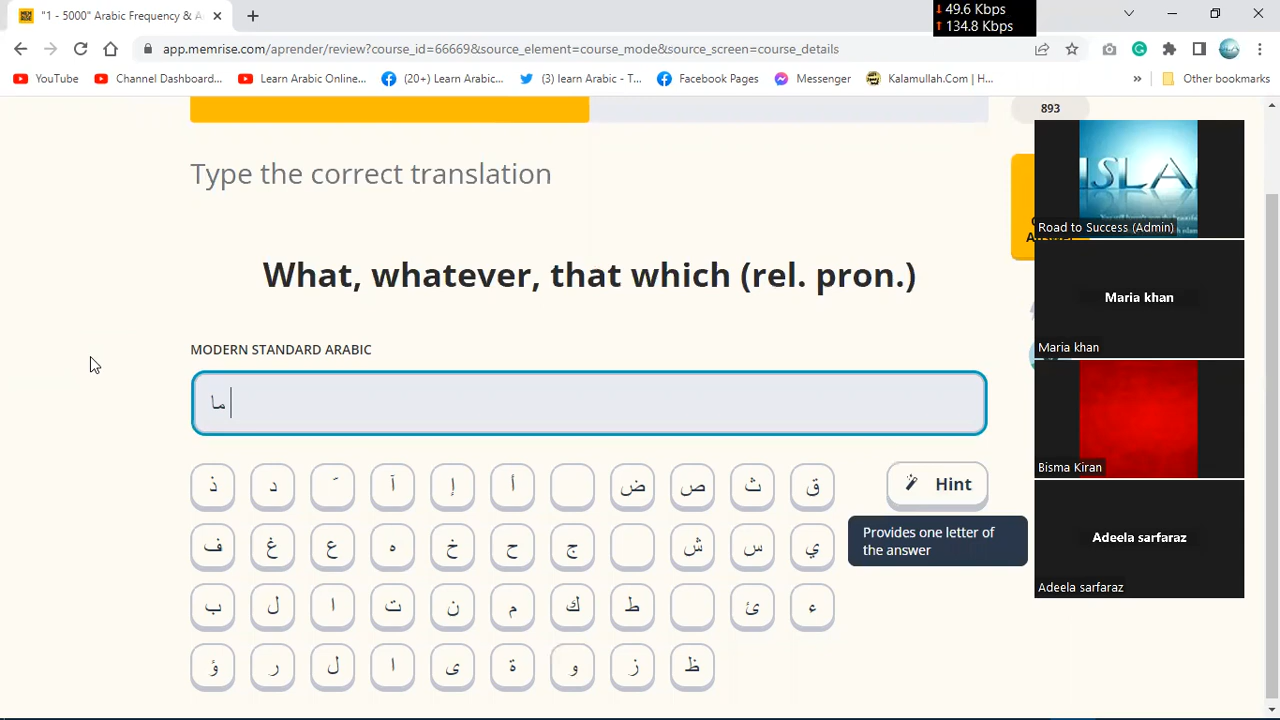 "1 - 5000" Arabic Frequency & A
49.6 Kbps
134.8 Kbps
app.memrise.com/aprender/review?course_id=66669&source_element=course_mode&source_screen=course_details
YouTube
Channel Dashboard...
Learn Arabic Online...
(20+) Learn Arabic...
(3) learn Arabic - T...
Facebook Pages
Messenger
Kalamullah.Com | H...
»
Other bookmarks
893
Type the correct translation
What, whatever, that which (rel. pron.)
MODERN STANDARD ARABIC
ما
ذ د َ آ إ أ ض ص ث ق
Hint
ف غ ع ه خ ح ج ش س ي
Provides one letter of
the answer
ب ل ا ت ن م ك ط ئ ء
ؤ ر ل ا ى ة و ز ظ
ISLA
Road to Success (Admin)
Maria khan
Maria khan
Bisma Kiran
Adeela sarfaraz
Adeela sarfaraz